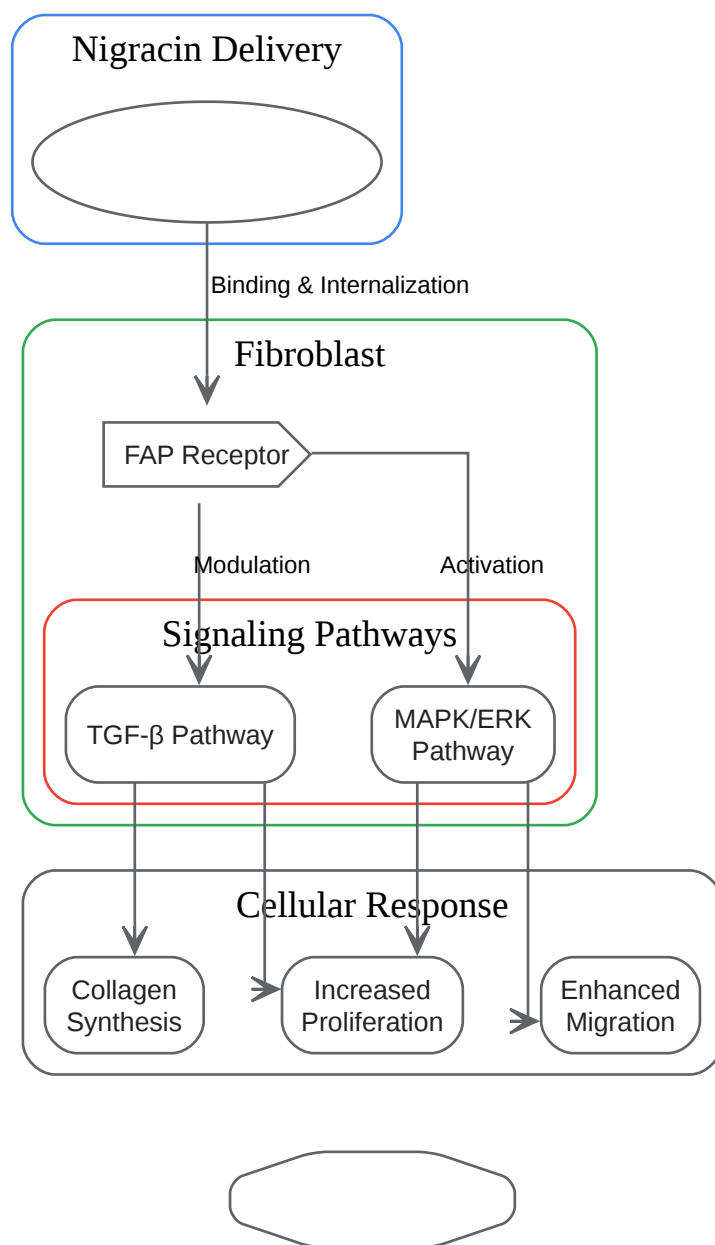 Nigracin Delivery
Binding & Internalization
Fibroblast
FAP Receptor
Modulation
Activation
Signaling Pathways
TGF-β Pathway
MAPK/ERK
Pathway
Cellular Response
Collagen
Synthesis
Increased
Proliferation
Enhanced
Migration